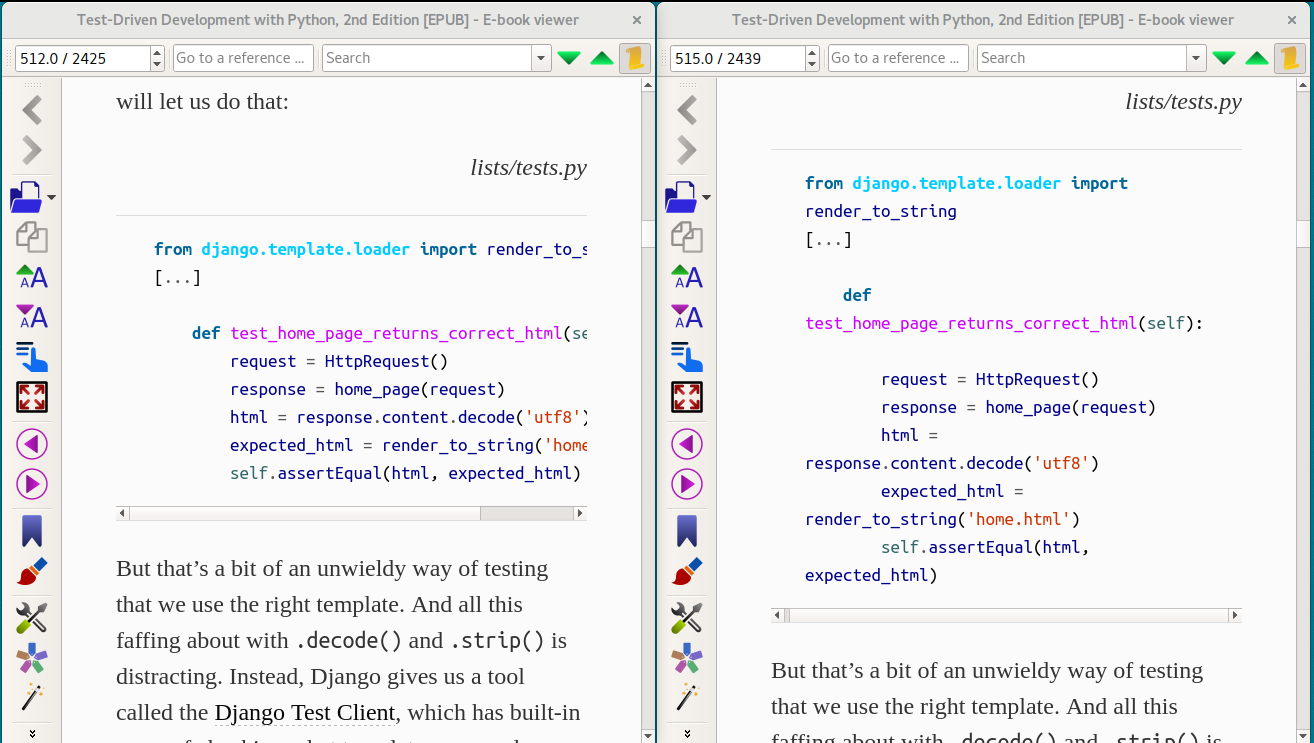 Test-Driven Development with Python, 2nd Edition [EPUB] - E-book viewer
512.0 / 2425
Go to a reference ...
Search
will let us do that:
lists/tests.py
from django.template.loader import render_to_s
[...]
def test_home_page_returns_correct_html(se
request = HttpRequest()
response = home_page(request)
html = response.content.decode('utf8')
expected_html = render_to_string('home
self.assertEqual(html, expected_html)
But that’s a bit of an unwieldy way of testing
that we use the right template. And all this
faffing about with .decode() and .strip() is
distracting. Instead, Django gives us a tool
called the Django Test Client, which has built-in
Test-Driven Development with Python, 2nd Edition [EPUB] - E-book viewer
515.0 / 2439
Go to a reference ...
Search
lists/tests.py
from django.template.loader import
render_to_string
[...]
def
test_home_page_returns_correct_html(self):
request = HttpRequest()
response = home_page(request)
html =
response.content.decode('utf8')
expected_html =
render_to_string('home.html')
self.assertEqual(html,
expected_html)
But that’s a bit of an unwieldy way of testing
that we use the right template. And all this
faffing about with .decode() and .strip() is